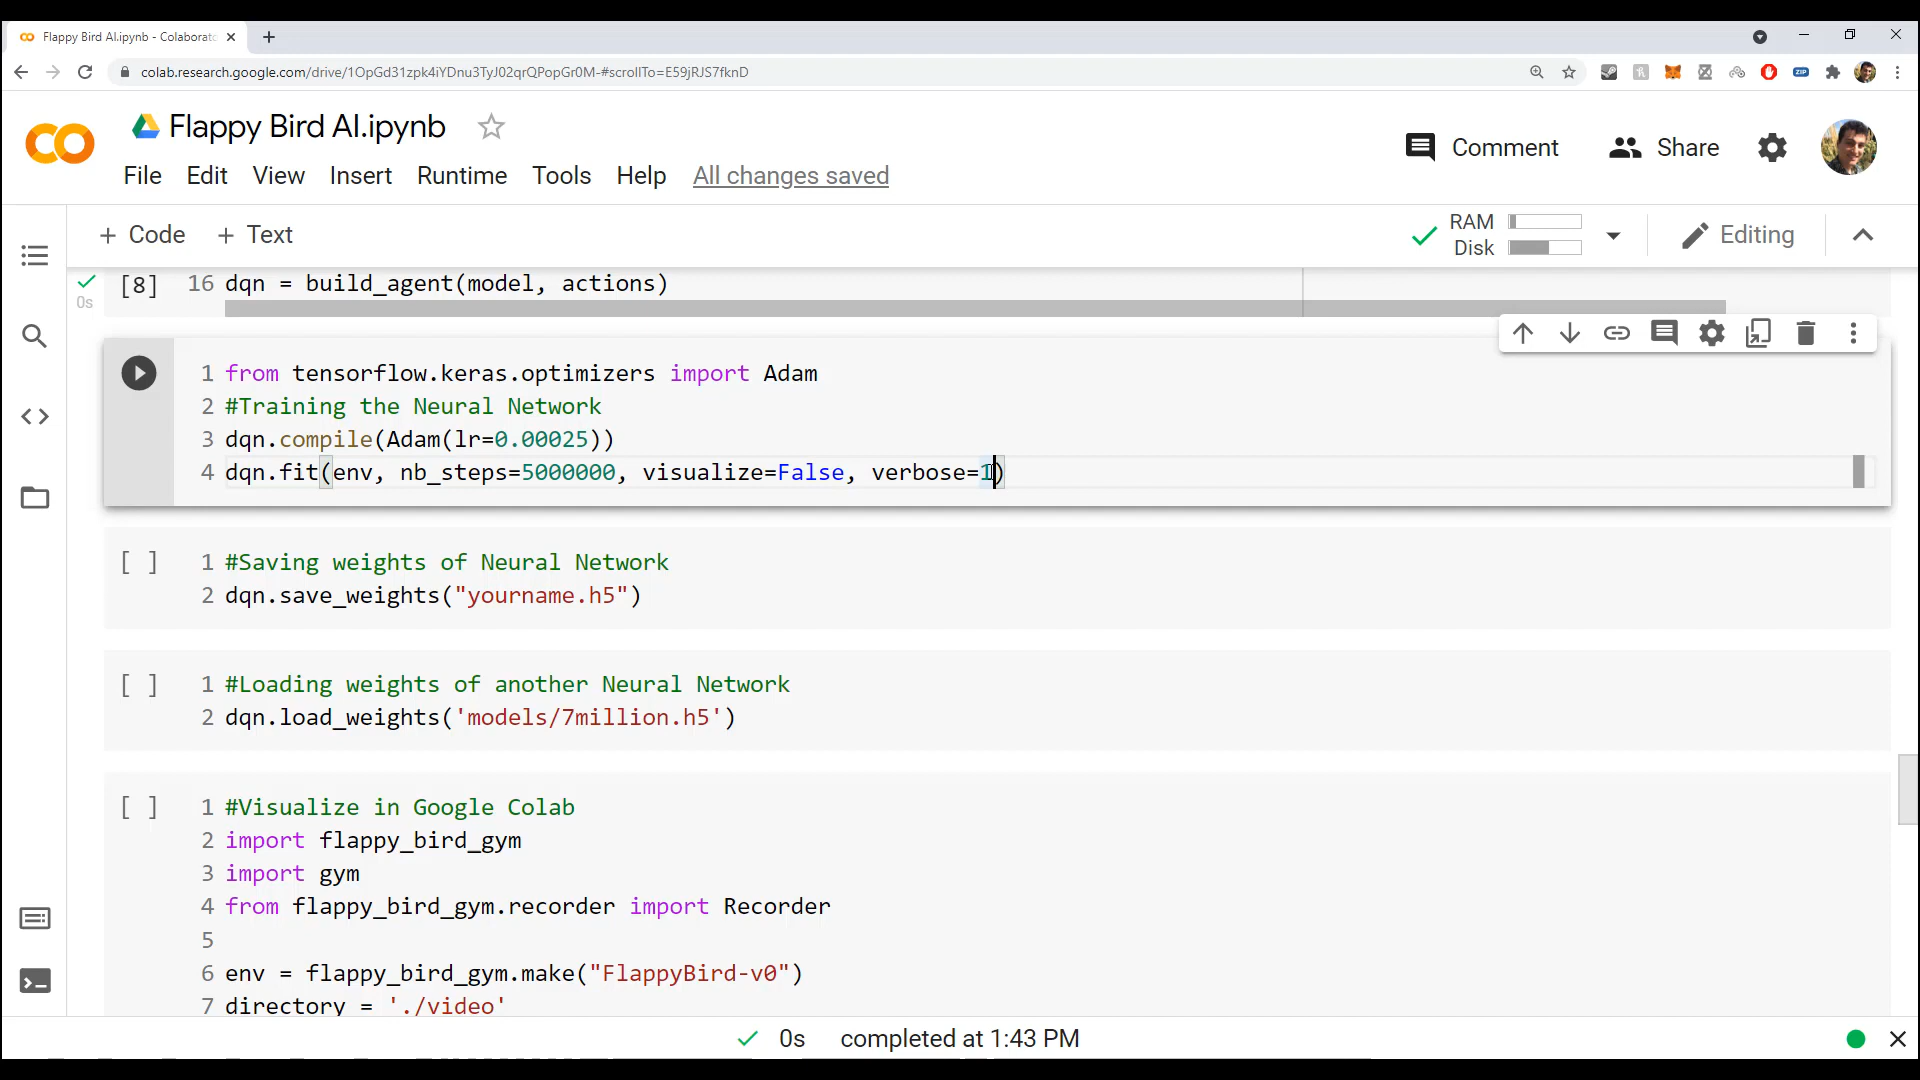 Flappy Bird AI.ipynb - Colaborato
colab.research.google.com/drive/1OpGd31zpk4iYDnu3TyJ02qrQPopGr0M-#scrollTo=E59jRJS7fknD
ZIP
Flappy Bird AI.ipynb
Comment
Share
File Edit View Insert Runtime Tools Help All changes saved
+ Code + Text
RAM
Disk
Editing
0s
[8] 16 dqn = build_agent(model, actions)
1 from tensorflow.keras.optimizers import Adam
2 #Training the Neural Network
3 dqn.compile(Adam(lr=0.00025))
4 dqn.fit(env, nb_steps=5000000, visualize=False, verbose=1)
[ ] 1 #Saving weights of Neural Network
2 dqn.save_weights("yourname.h5")
[ ] 1 #Loading weights of another Neural Network
2 dqn.load_weights('models/7million.h5')
[ ] 1 #Visualize in Google Colab
2 import flappy_bird_gym
3 import gym
4 from flappy_bird_gym.recorder import Recorder
5
6 env = flappy_bird_gym.make("FlappyBird-v0")
7 directory = './video'
0s completed at 1:43 PM